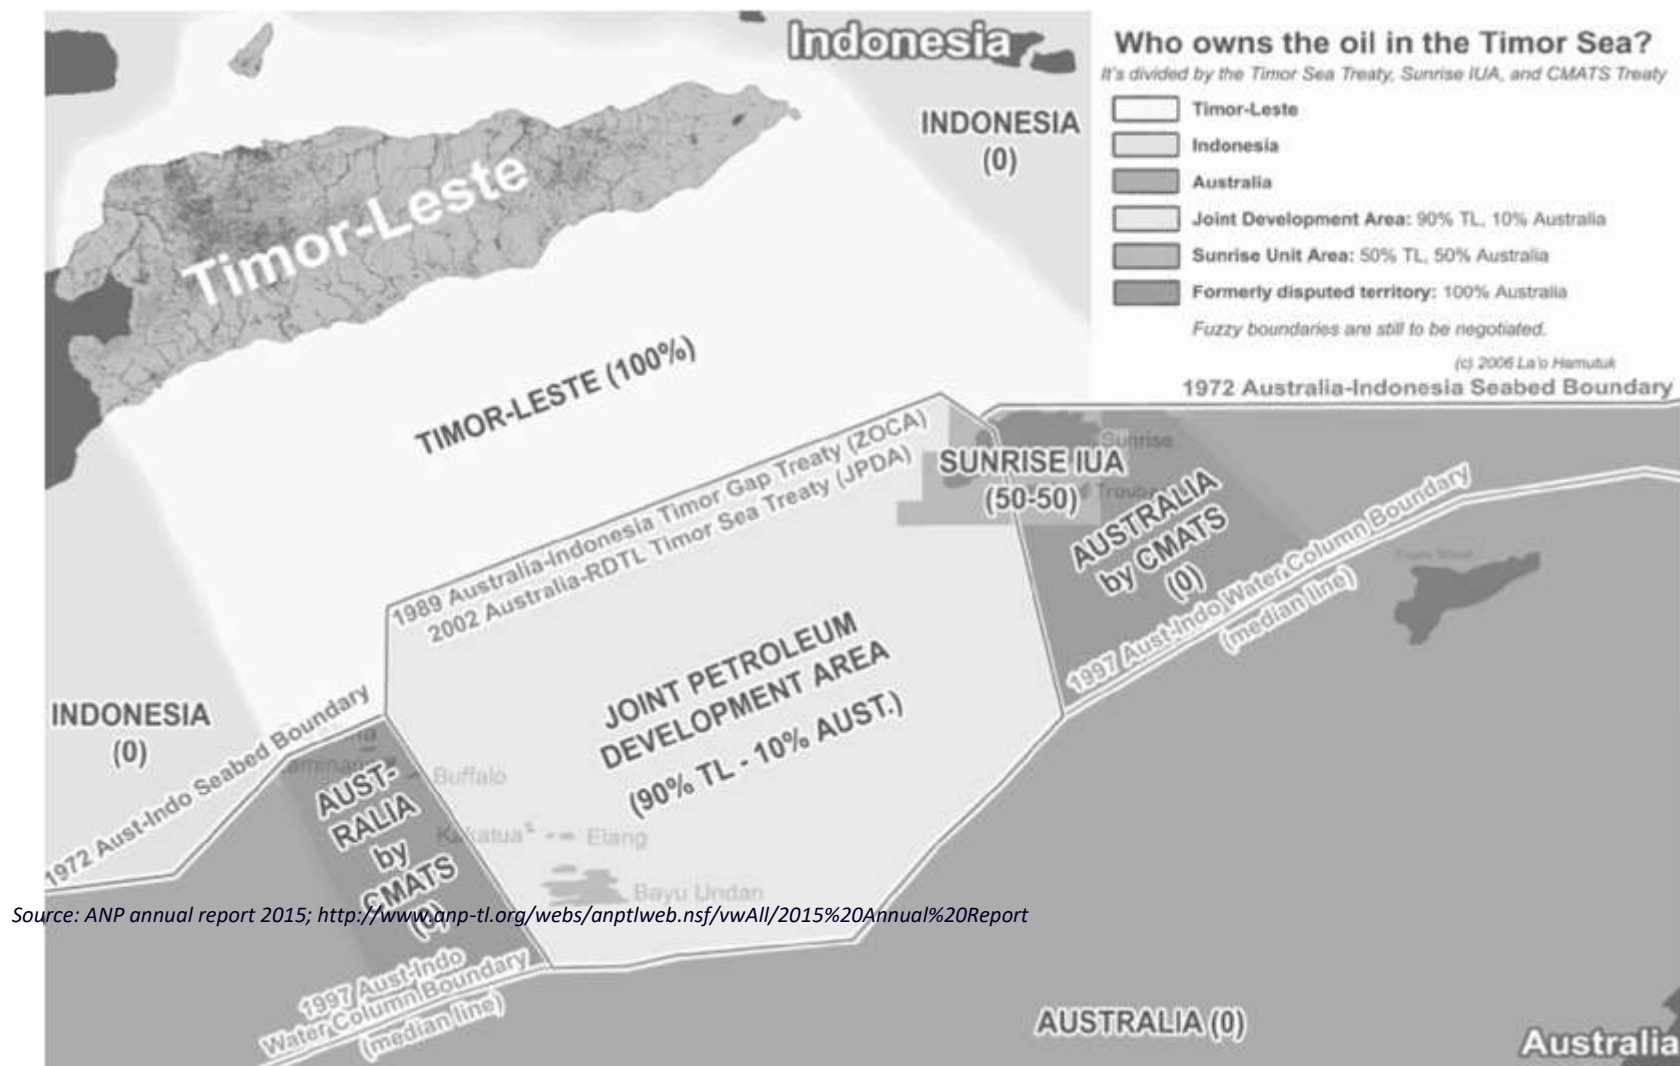 Indonesia
Who owns the oil in the Timor Sea?
It's divided by the Timor Sea Treaty, Sunrise IUA, and CMATS Treaty
Timor-Leste
Indonesia
Australia
Joint Development Area: 90% TL, 10% Australia
Sunrise Unit Area: 50% TL, 50% Australia
Formerly disputed territory: 100% Australia
Fuzzy boundaries are still to be negotiated.
(c) 2006 La'o Hamutuk
1972 Australia-Indonesia Seabed Boundary
INDONESIA
(0)
Timor-Leste
TIMOR-LESTE (100%)
1989 Australia-Indonesia Timor Gap Treaty (ZOCA)
2002 Australia-RDTL Timor Sea Treaty (JPDA)
Sunrise
SUNRISE IUA
(50-50)
AUSTRALIA
by CMATS
(0)
1997 Aust-Indo Water Column Boundary
(median line)
JOINT PETROLEUM
DEVELOPMENT AREA
(90% TL - 10% AUST.)
INDONESIA
(0)
1972 Aust-Indo Seabed Boundary
AUST-
RALIA
by
CMATS
(0)
Buffalo
Kakatua
Elang
Bayu Undan
Source: ANP annual report 2015; http://www.anp-tl.org/webs/anptlweb.nsf/vwAll/2015%20Annual%20Report
1997 Aust-Indo
Water Column Boundary
(median line)
AUSTRALIA (0)
Australia